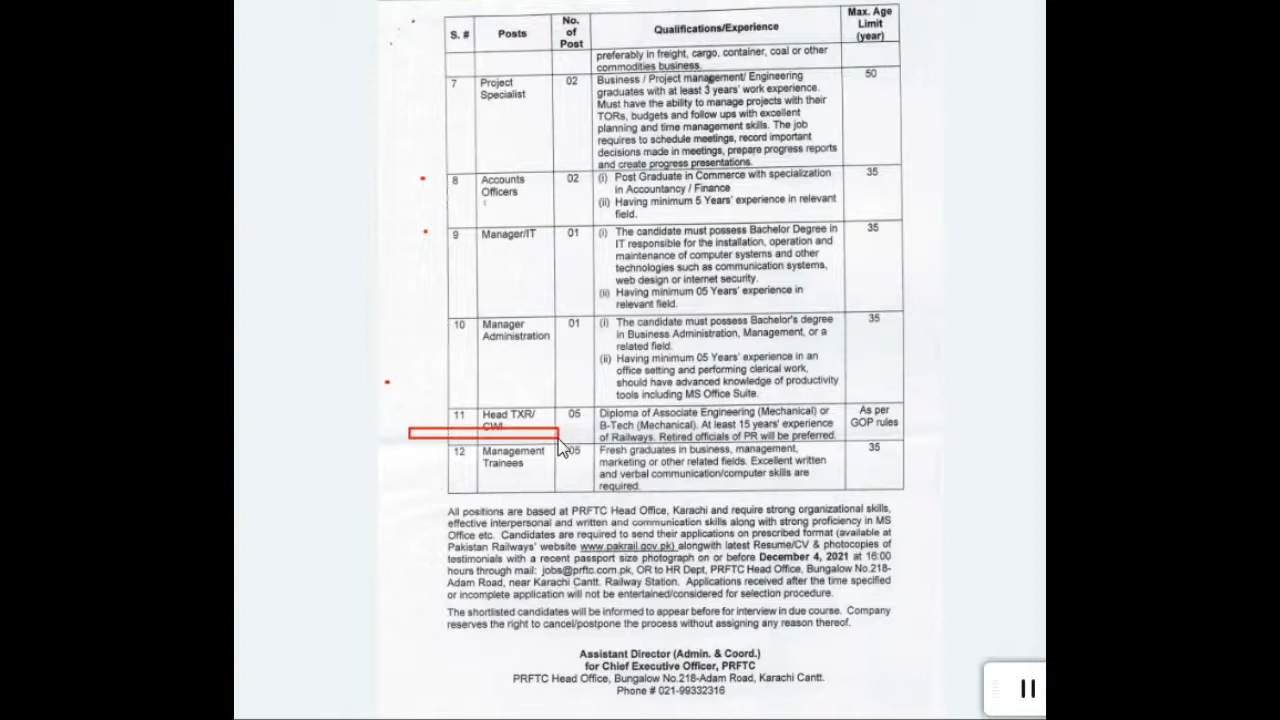 S. # Posts No. of Post Qualifications/Experience Max. Age Limit (year)
preferably in freight, cargo, container, coal or other
commodities business.
7 Project Specialist 02 Business / Project management/ Engineering 50
graduates with at least 3 years' work experience.
Must have the ability to manage projects with their
TORs, budgets and follow ups with excellent
planning and time management skills. The job
requires to schedule meetings, record important
decisions made in meetings, prepare progress reports
and create progress presentations.
8 Accounts Officers 02 (i) Post Graduate in Commerce with specialization 35
in Accountancy / Finance
(ii) Having minimum 5 Years' experience in relevant
field.
9 Manager/IT 01 (i) The candidate must possess Bachelor Degree in 35
IT responsible for the installation, operation and
maintenance of computer systems and other
technologies such as communication systems,
web design or internet security.
(ii) Having minimum 05 Years' experience in
relevant field.
10 Manager Administration 01 (i) The candidate must possess Bachelor's degree 35
in Business Administration, Management, or a
related field.
(ii) Having minimum 05 Years' experience in an
office setting and performing clerical work,
should have advanced knowledge of productivity
tools including MS Office Suite.
11 Head TXR/ CWI 05 Diploma of Associate Engineering (Mechanical) or As per GOP rules
B-Tech (Mechanical). At least 15 years' experience
of Railways. Retired officials of PR will be preferred.
12 Management Trainees 05 Fresh graduates in business, management, 35
marketing or other related fields. Excellent written
and verbal communication/computer skills are
required.
All positions are based at PRFTC Head Office, Karachi and require strong organizational skills,
effective interpersonal and written and communication skills along with strong proficiency in MS
Office etc. Candidates are required to send their applications on prescribed format (available at
Pakistan Railways' website www.pakrail.gov.pk) alongwith latest Resume/CV & photocopies of
testimonials with a recent passport size photograph on or before December 4, 2021 at 16:00
hours through mail: jobs@prftc.com.pk, OR to HR Dept, PRFTC Head Office, Bungalow No.218-
Adam Road, near Karachi Cantt. Railway Station. Applications received after the time specified
or incomplete application will not be entertained/considered for selection procedure.
The shortlisted candidates will be informed to appear before for interview in due course. Company
reserves the right to cancel/postpone the process without assigning any reason thereof.
Assistant Director (Admin. & Coord.)
for Chief Executive Officer, PRFTC
PRFTC Head Office, Bungalow No.218-Adam Road, Karachi Cantt.
Phone # 021-99332316